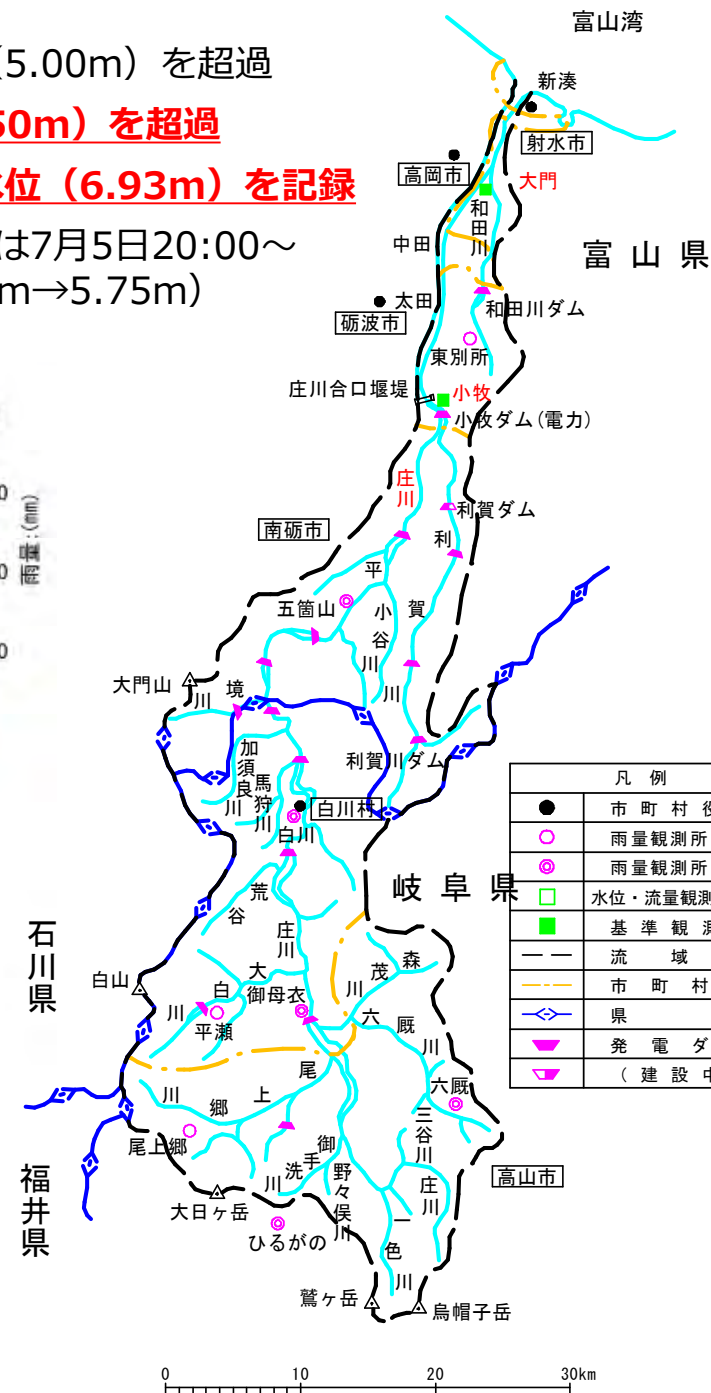 （5.00m）を超過
50m）を超過
水位（6.93m）を記録
は7月5日20:00～
m→5.75m）
雨量:(mm)
0
0
0
富山湾
新湊
射水市
高岡市
大門
和田川
中田
富山県
太田
和田川ダム
砺波市
東別所
庄川合口堰堤
小牧
小牧ダム(電力)
庄川
利賀ダム
南砺市
利賀川
平
五箇山
小谷川
大門山
境川
利賀川ダム
加須良川
馬狩川
白川村
白川
岐阜県
荒谷
庄川
石川県
白山
大白川
御母衣
平瀬
森茂川
六厩川
六厩
尾上郷川
尾上郷
三谷川
御手洗川
野々俣川
庄川
一色川
高山市
福井県
大日ヶ岳
ひるがの
鷲ヶ岳
烏帽子岳
凡例
市町村役
雨量観測所
雨量観測所
水位・流量観測
基準観測
流域
市町村
県
発電ダ
（建設中
0 10 20 30km